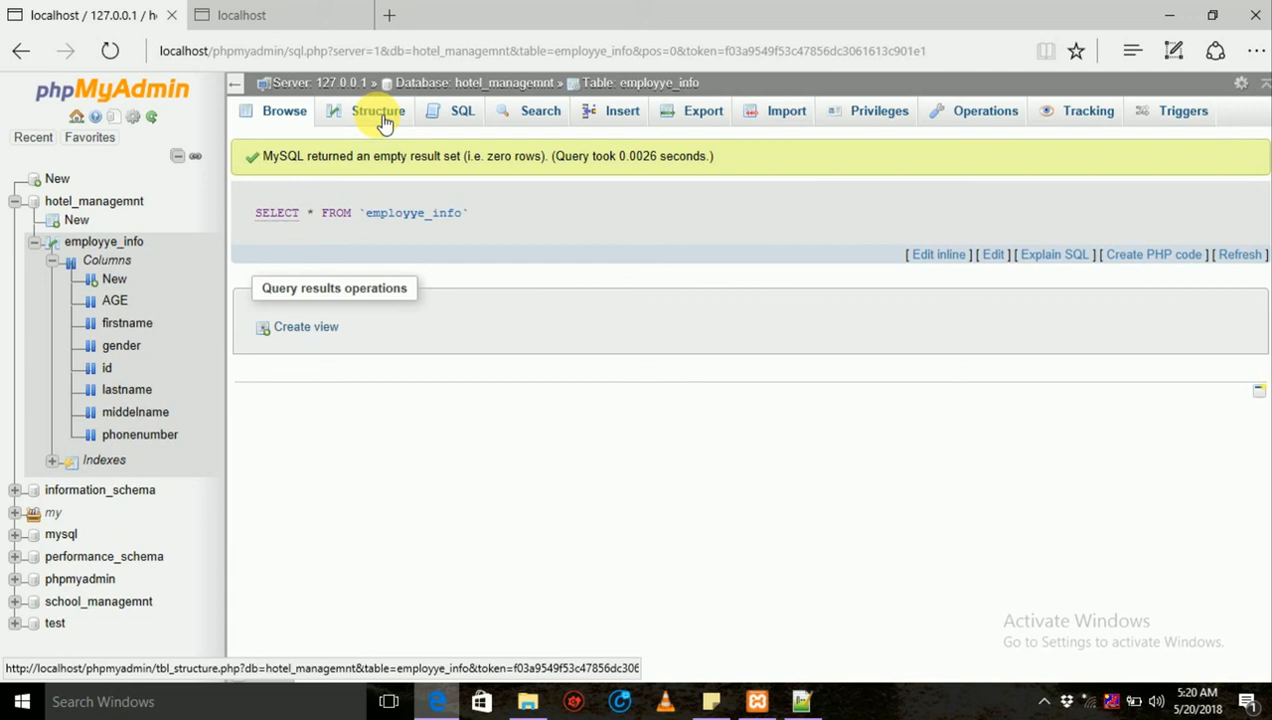 localhost / 127.0.0.1 / h
localhost
localhost/phpmyadmin/sql.php?server=1&db=hotel_managemnt&table=employye_info&pos=0&token=f03a9549f53c47856dc3061613c901e1
phpMyAdmin
Recent Favorites
New
hotel_managemnt
New
employye_info
Columns
New
AGE
firstname
gender
id
lastname
middelname
phonenumber
Indexes
information_schema
my
mysql
performance_schema
phpmyadmin
school_managemnt
test
Server: 127.0.0.1 » Database: hotel_managemnt » Table: employye_info
Browse Structure SQL Search Insert Export Import Privileges Operations Tracking Triggers
MySQL returned an empty result set (i.e. zero rows). (Query took 0.0026 seconds.)
SELECT * FROM `employye_info`
[ Edit inline ] [ Edit ] [ Explain SQL ] [ Create PHP code ] [ Refresh ]
Query results operations
Create view
Activate Windows
Go to Settings to activate Windows.
http://localhost/phpmyadmin/tbl_structure.php?db=hotel_managemnt&table=employye_info&token=f03a9549f53c47856dc306
Search Windows
5:20 AM
5/20/2018